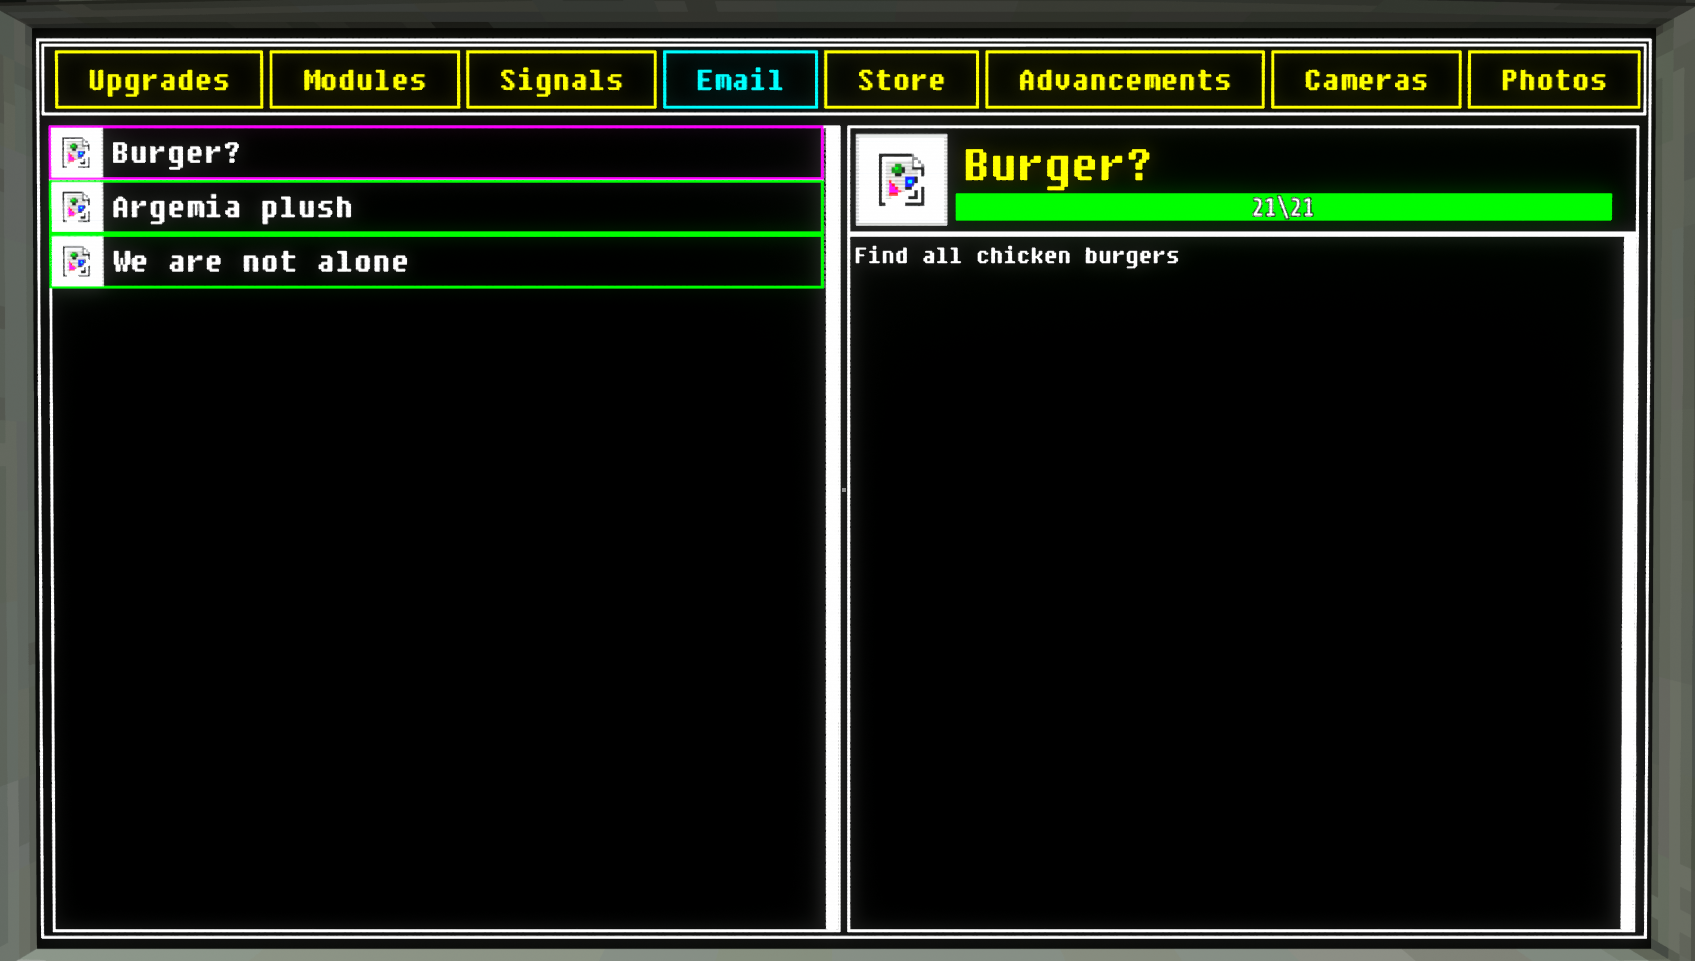 Upgrades Modules Signals Email Store Advancements Cameras Photos
Burger?
Argemia plush
We are not alone
Burger?
21\21
Find all chicken burgers